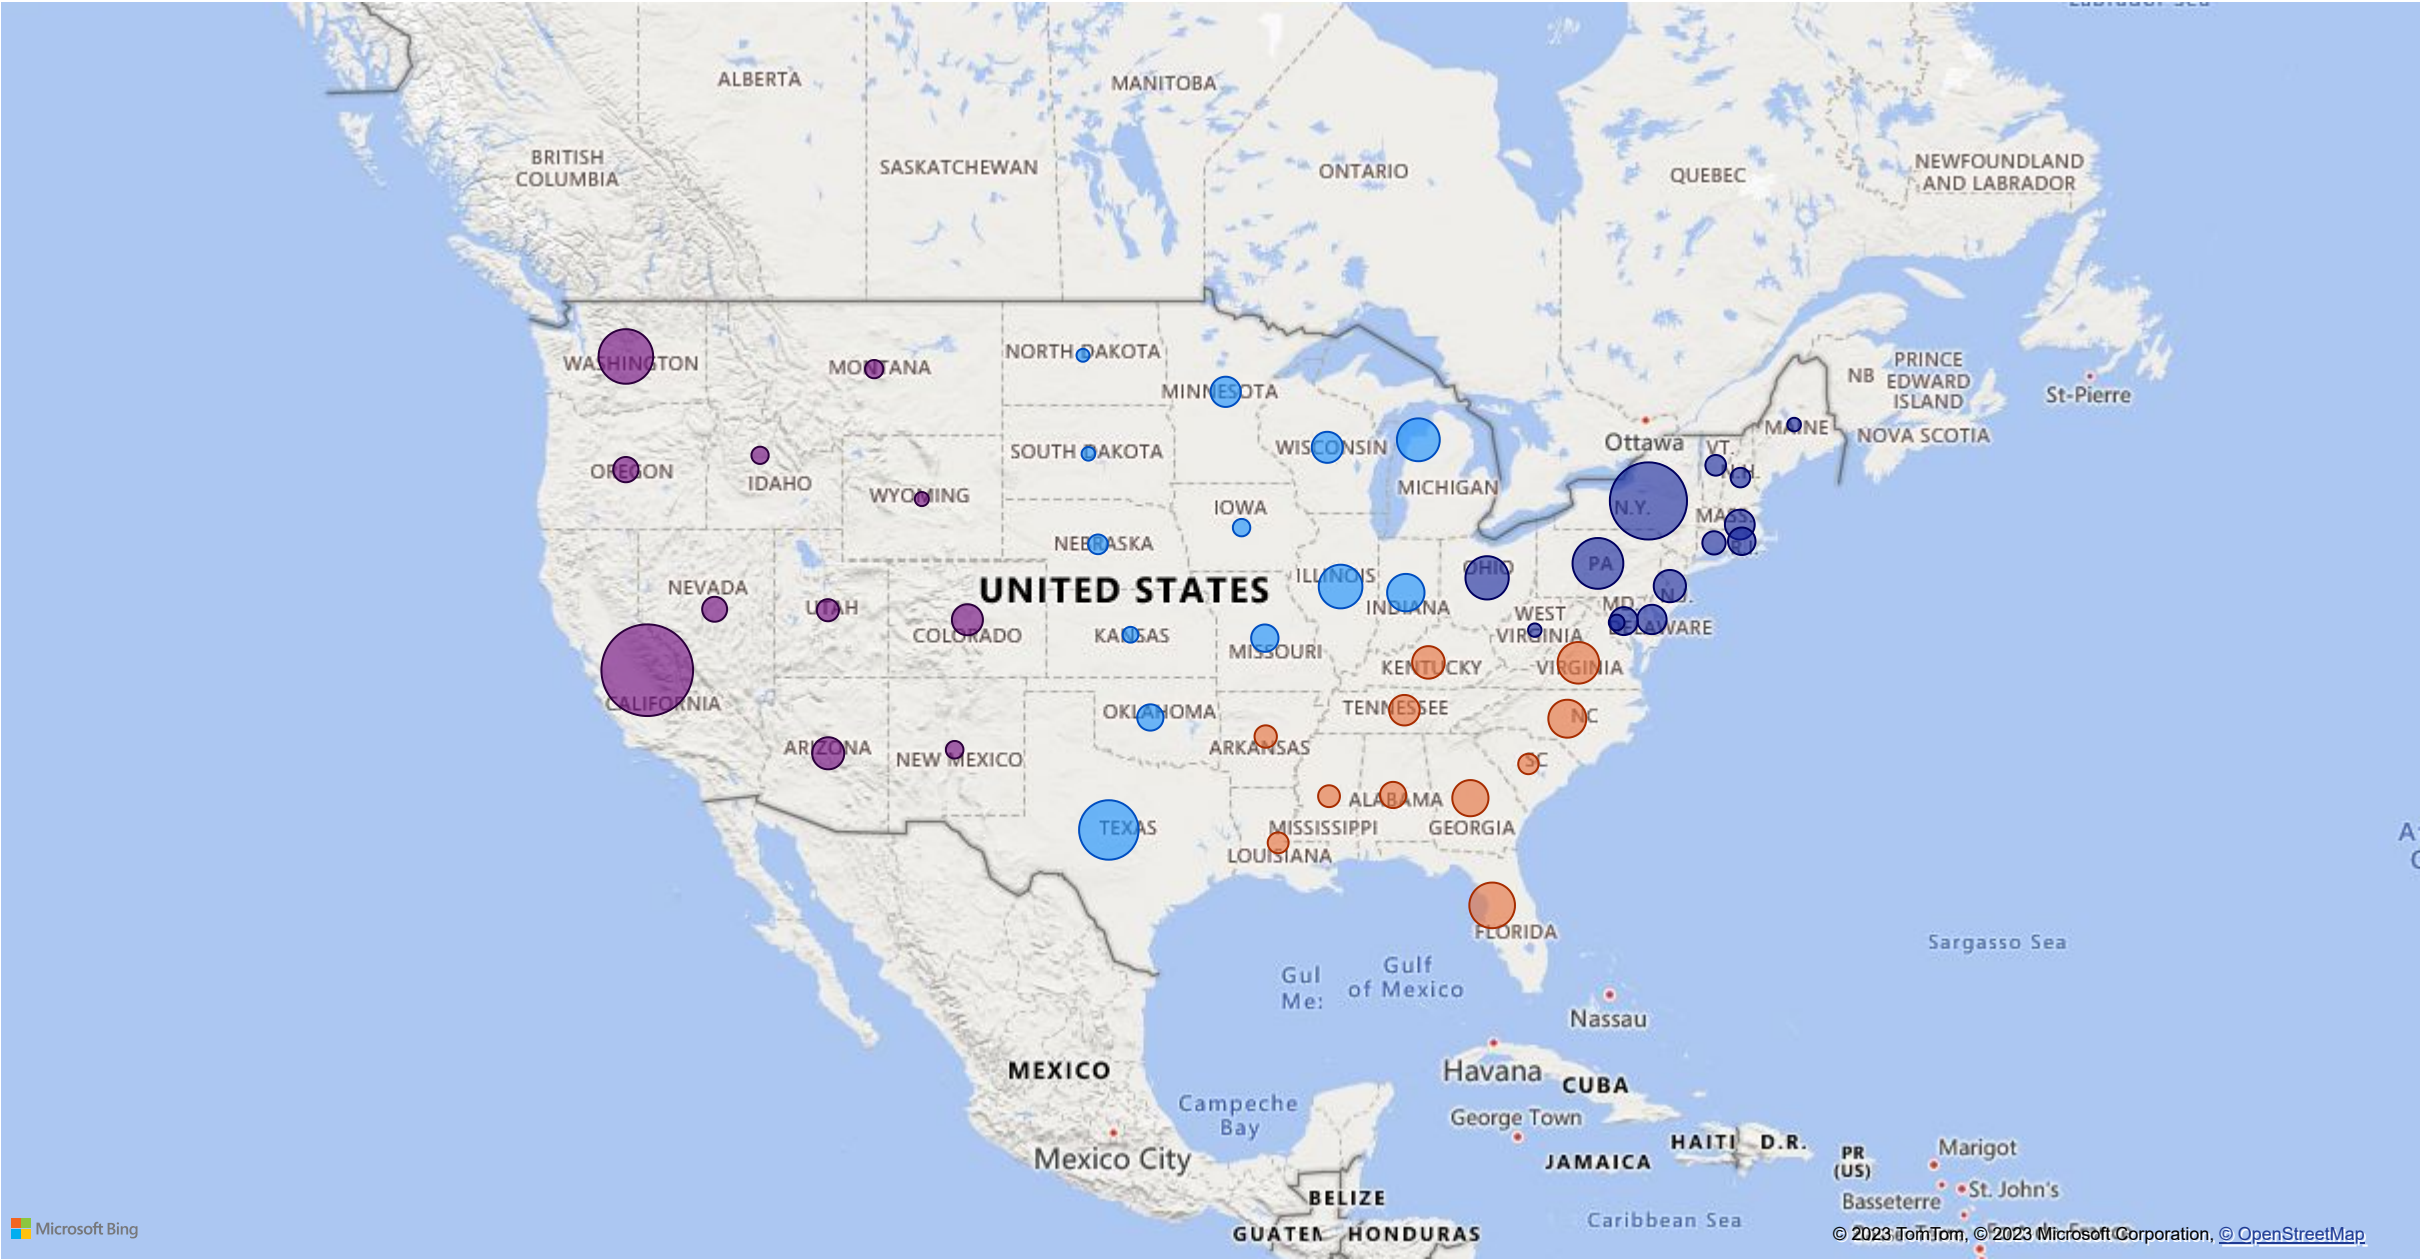 ALBERTA
MANITOBA
BRITISH
COLUMBIA
SASKATCHEWAN
ONTARIO
QUEBEC
NEWFOUNDLAND
AND LABRADOR
WASHINGTON
MONTANA
NORTH DAKOTA
MINNESOTA
PRINCE
EDWARD
ISLAND
NB
St-Pierre
MAINE
NOVA SCOTIA
Ottawa
VT.
N.H.
OREGON
IDAHO
WYOMING
SOUTH DAKOTA
WISCONSIN
MICHIGAN
IOWA
N.Y.
MASS.
R.I.
NEBRASKA
UNITED STATES
ILLINOIS
INDIANA
OHIO
PA
N.J.
NEVADA
UTAH
COLORADO
KANSAS
MISSOURI
WEST
VIRGINIA
MD.
DELAWARE
KENTUCKY
VIRGINIA
CALIFORNIA
OKLAHOMA
TENNESSEE
NC
ARIZONA
NEW MEXICO
ARKANSAS
SC
ALABAMA
TEXAS
MISSISSIPPI
GEORGIA
LOUISIANA
FLORIDA
Sargasso Sea
Gul
Me:
Gulf
of Mexico
Nassau
MEXICO
Havana
CUBA
Campeche
Bay
George Town
HAITI
D.R.
JAMAICA
PR
(US)
Marigot
Mexico City
BELIZE
Basseterre
St. John's
Caribbean Sea
GUATEM
HONDURAS
Microsoft Bing
© 2023 TomTom, © 2023 Microsoft Corporation, © OpenStreetMap